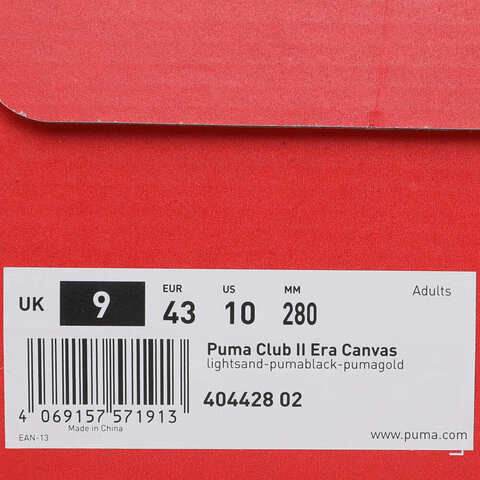 UK 9 EUR 43 US 10 MM 280 Adults
Puma Club II Era Canvas
lightsand-pumablack-pumagold
404428 02
4 069157 571913
Made in China
EAN-13
www.puma.com